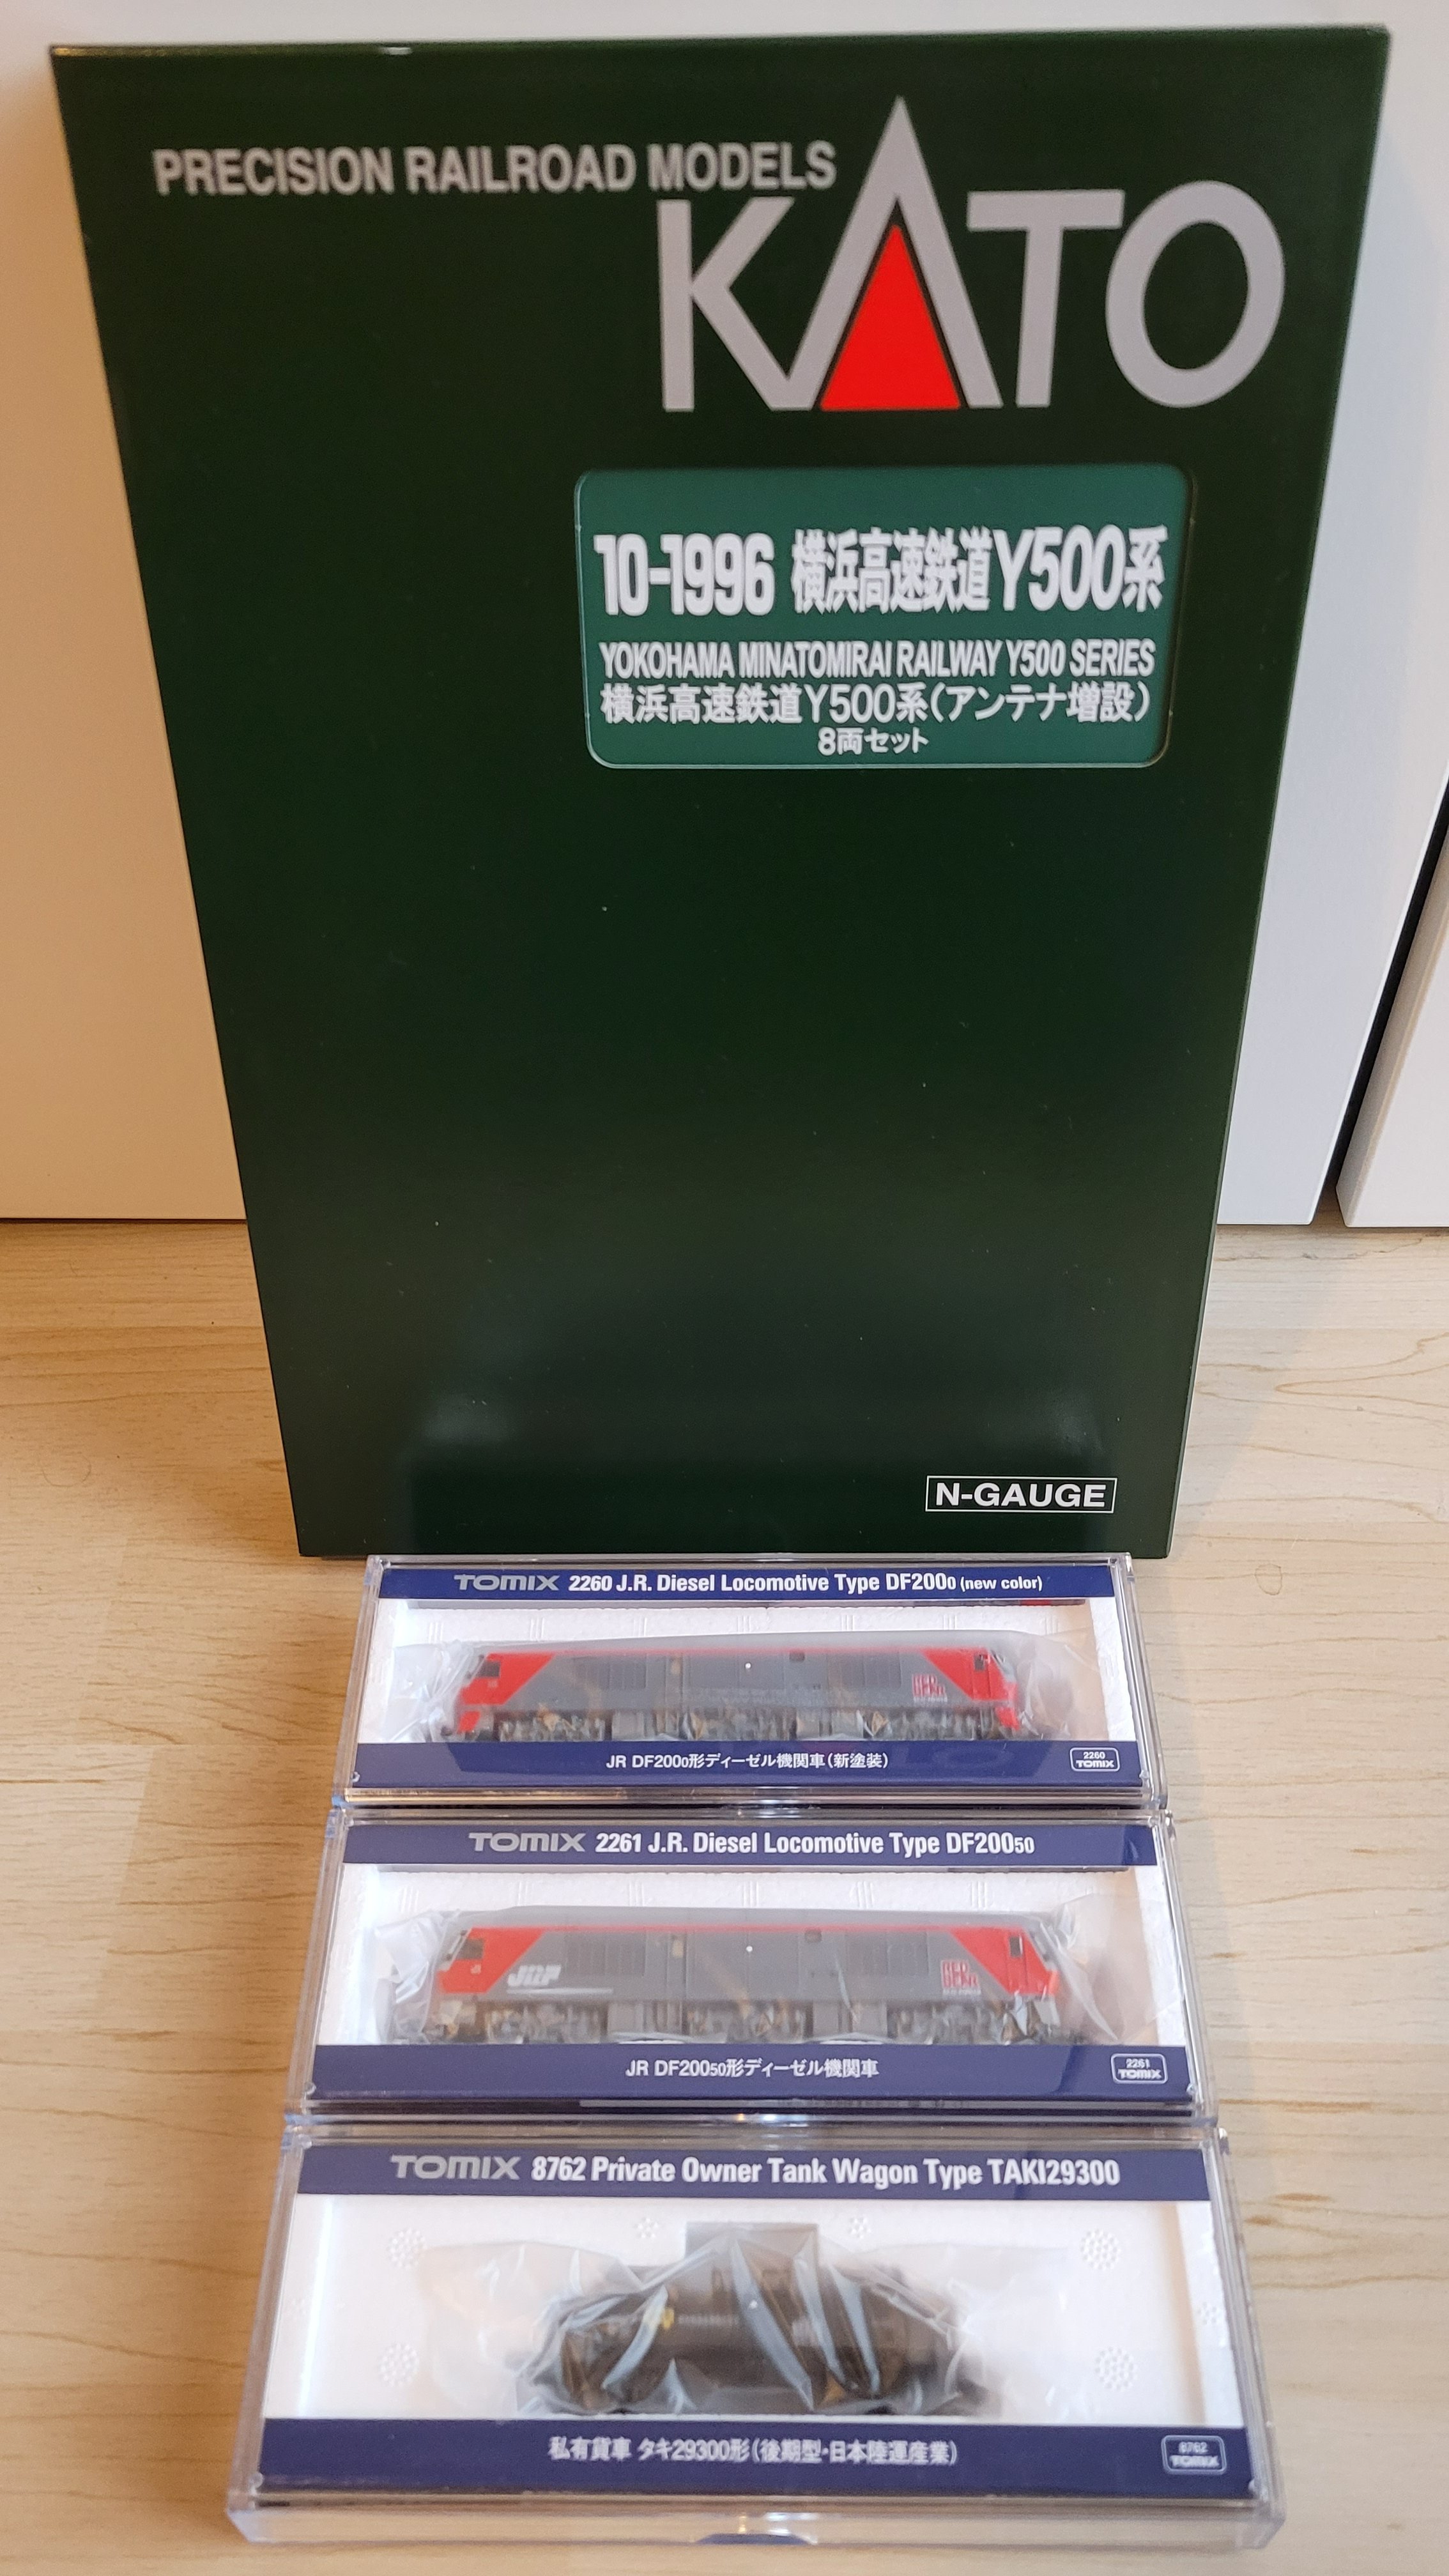 PRECISION RAILROAD MODELS
KATO
10-1996 横浜高速鉄道Y500系
YOKOHAMA MINATOMIRAI RAILWAY Y500 SERIES
横浜高速鉄道Y500系(アンテナ増設)
8両セット
N-GAUGE
TOMIX 2260 J.R. Diesel Locomotive Type DF2000 (new color)
RED BEAR
JR DF2000形ディーゼル機関車(新塗装)
2260
TOMIX
TOMIX 2261 J.R. Diesel Locomotive Type DF20050
JRF
RED BEAR
JR DF20050形ディーゼル機関車
2261
TOMIX
TOMIX 8762 Private Owner Tank Wagon Type TAKI29300
私有貨車 タキ29300形(後期型・日本陸運産業)
8762
TOMIX